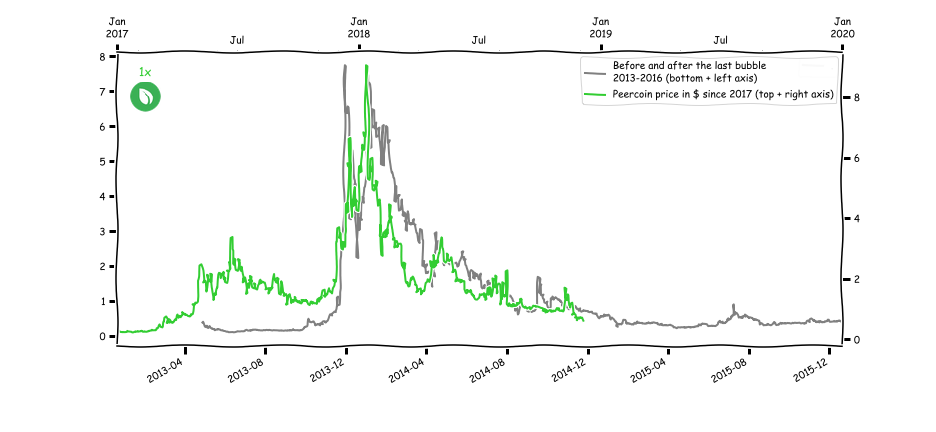 Jan
2017
Jul
Jan
2018
Jul
Jan
2019
Jul
Jan
2020
1x
Before and after the last bubble
2013-2016 (bottom + left axis)
Peercoin price in $ since 2017 (top + right axis)
8
7
6
5
4
3
2
1
0
8
6
4
2
0
2013-04
2013-08
2013-12
2014-04
2014-08
2014-12
2015-04
2015-08
2015-12